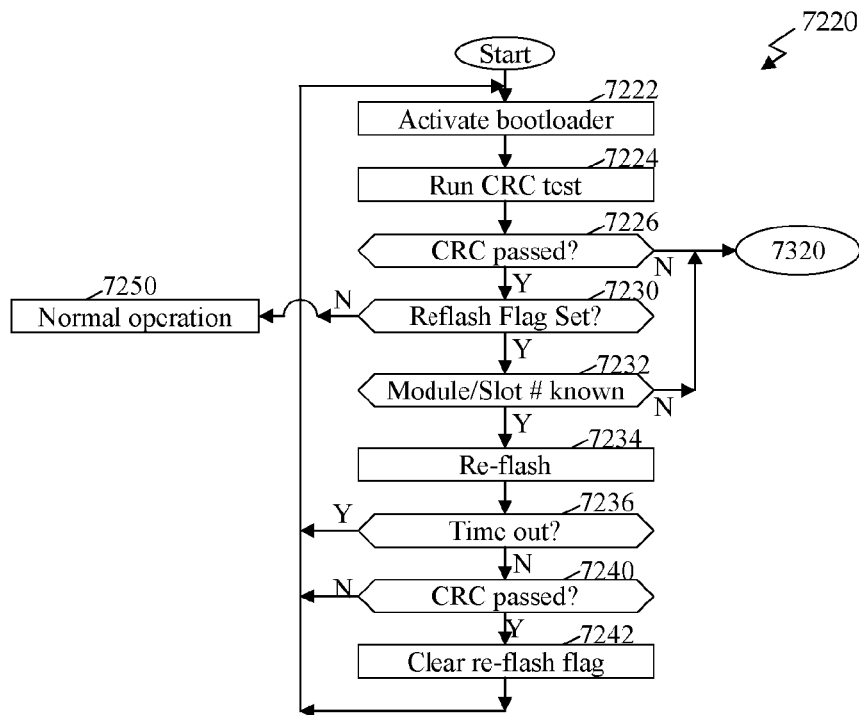 7220
Start
7222
Activate bootloader
7224
Run CRC test
7226
CRC passed?
N
7320
Y
7250
Normal operation
N
7230
Reflash Flag Set?
Y
7232
Module/Slot # known
N
Y
7234
Re-flash
7236
Y
Time out?
N
7240
N
CRC passed?
Y
7242
Clear re-flash flag